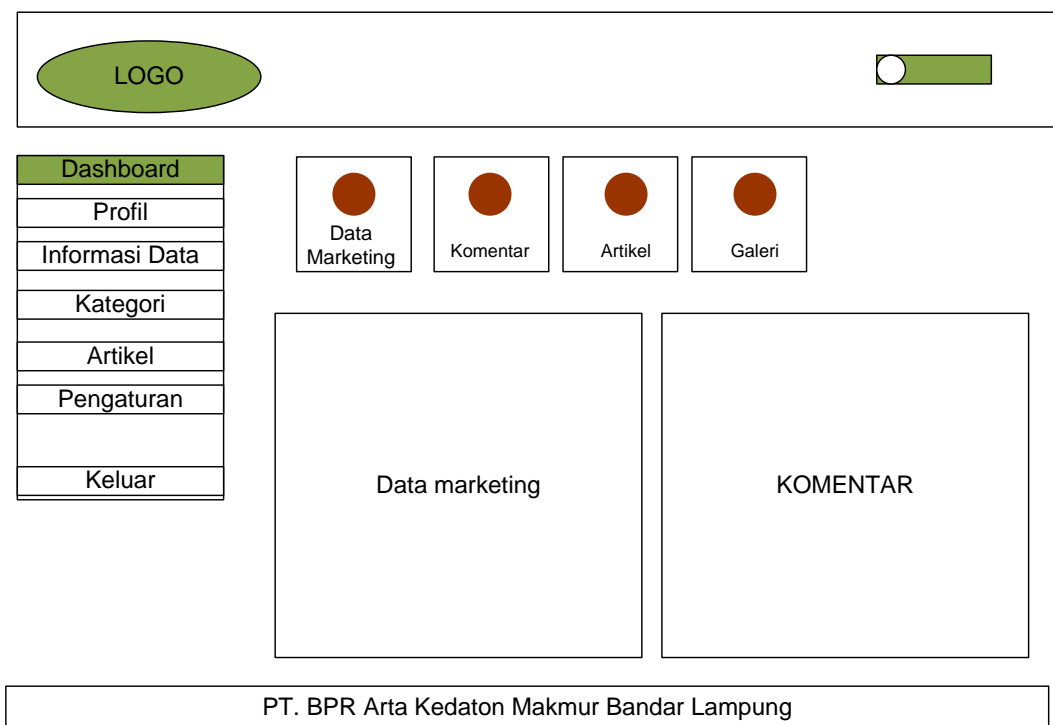 LOGO
Dashboard
Profil
Informasi Data
Kategori
Artikel
Pengaturan
Keluar
Data
Marketing
Komentar
Artikel
Galeri
Data marketing
KOMENTAR
PT. BPR Arta Kedaton Makmur Bandar Lampung